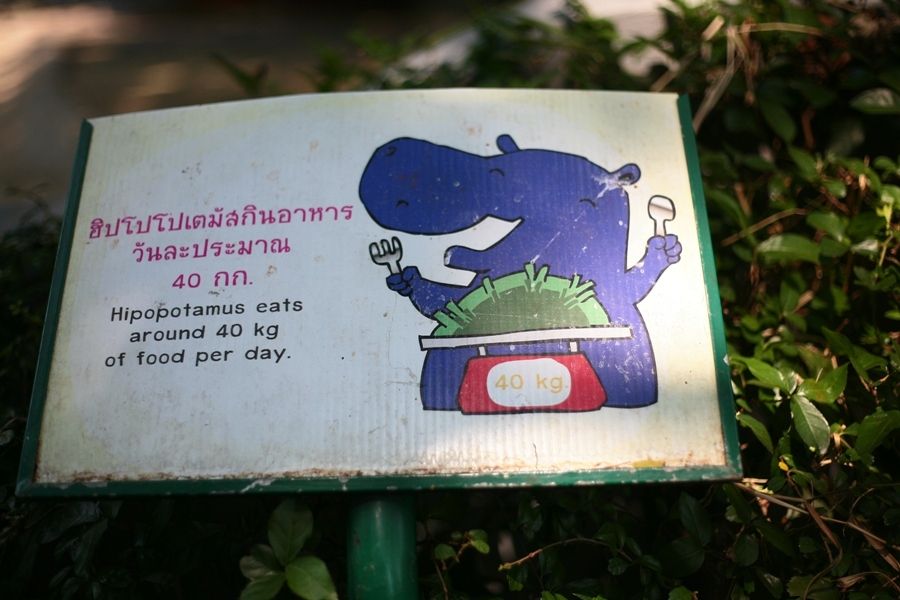 ฮิปโปโปเตมัสกินอาหาร
วันละประมาณ
40 กก.
Hipopotamus eats
around 40 kg
of food per day.
40 kg.